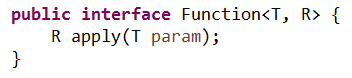 public interface Function<T, R> {
    R apply(T param);
}